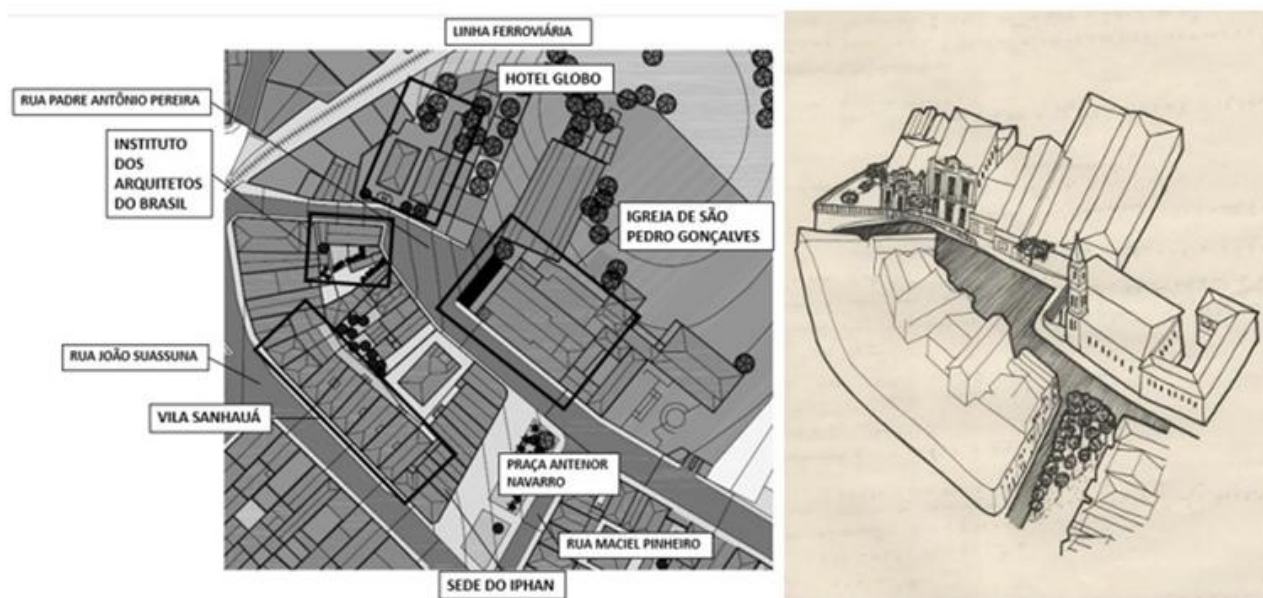 LINHA FERROVIÁRIA
HOTEL GLOBO
RUA PADRE ANTÔNIO PEREIRA
INSTITUTO
DOS
ARQUITETOS
DO BRASIL
IGREJA DE SÃO
PEDRO GONÇALVES
RUA JOÃO SUASSUNA
VILA SANHAUÁ
PRAÇA ANTENOR
NAVARRO
RUA MACIEL PINHEIRO
SEDE DO IPHAN